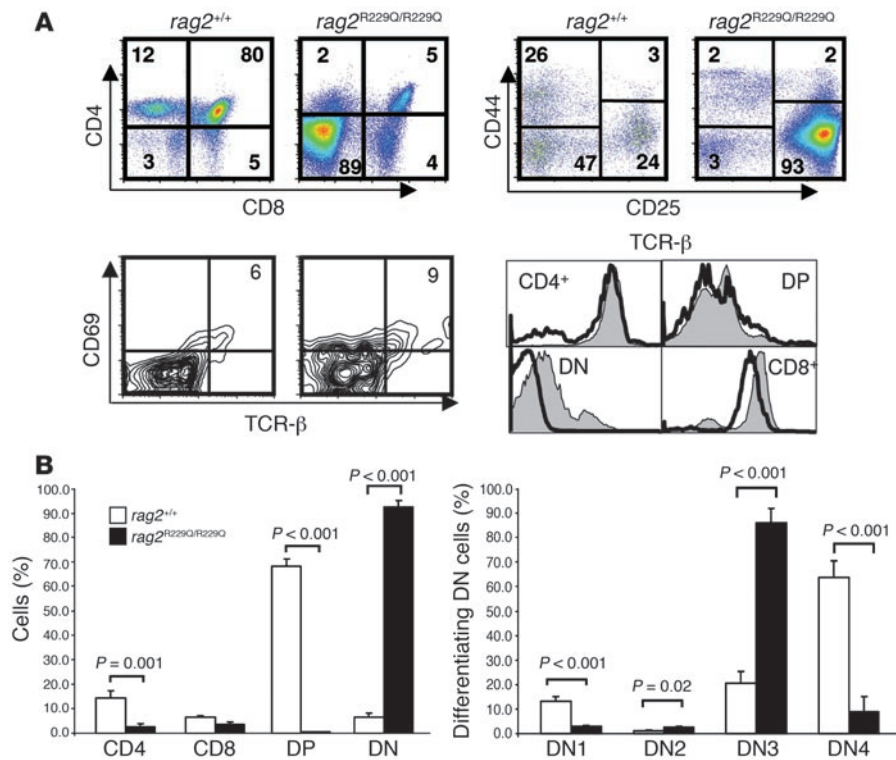 A
rag2+/+ rag2R229Q/R229Q
12 80
3 5
2 5
89 4
CD4
CD8
rag2+/+ rag2R229Q/R229Q
26 3
47 24
2 2
3 93
CD44
CD25
6
9
CD69
TCR-β
TCR-β
CD4+ DP
DN CD8+
B
Cells (%)
100.0
90.0
80.0
70.0
60.0
50.0
40.0
30.0
20.0
10.0
0.0
rag2+/+
rag2R229Q/R229Q
P = 0.001
P < 0.001
P < 0.001
CD4 CD8 DP DN
Differentiating DN cells (%)
100.0
90.0
80.0
70.0
60.0
50.0
40.0
30.0
20.0
10.0
0.0
P < 0.001
P = 0.02
P < 0.001
P < 0.001
DN1 DN2 DN3 DN4